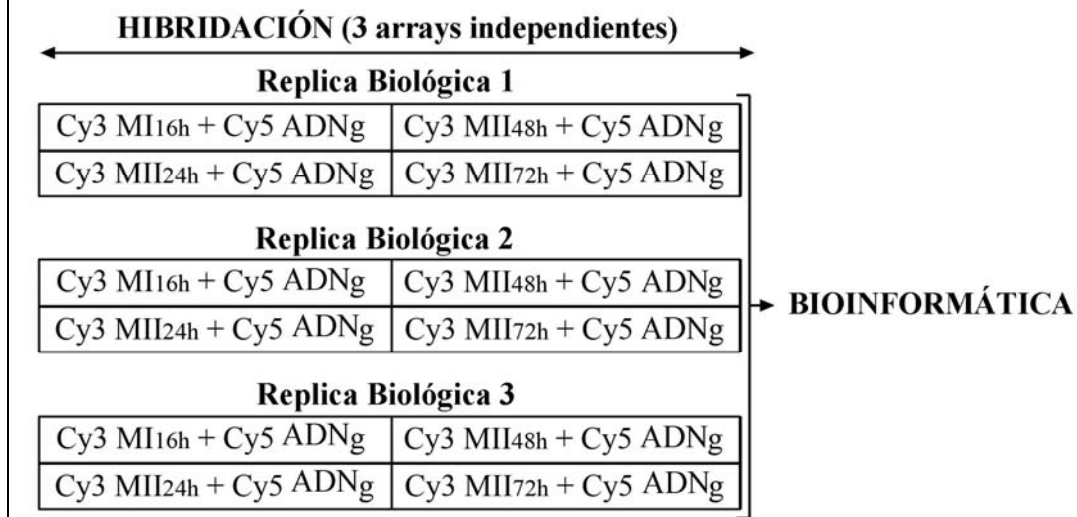 HIBRIDACIÓN (3 arrays independientes)
Replica Biológica 1
Cy3 MI16h + Cy5 ADNg Cy3 MII48h + Cy5 ADNg
Cy3 MII24h + Cy5 ADNg Cy3 MII72h + Cy5 ADNg
Replica Biológica 2
Cy3 MI16h + Cy5 ADNg Cy3 MII48h + Cy5 ADNg
Cy3 MII24h + Cy5 ADNg Cy3 MII72h + Cy5 ADNg
BIOINFORMÁTICA
Replica Biológica 3
Cy3 MI16h + Cy5 ADNg Cy3 MII48h + Cy5 ADNg
Cy3 MII24h + Cy5 ADNg Cy3 MII72h + Cy5 ADNg